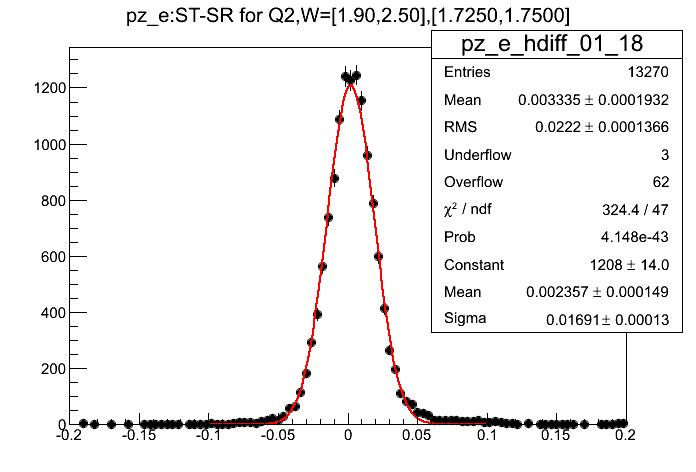 pz_e:ST-SR for Q2,W=[1.90,2.50],[1.7250,1.7500]
pz_e_hdiff_01_18
Entries 13270
Mean 0.003335 ± 0.0001932
RMS 0.0222 ± 0.0001366
Underflow 3
Overflow 62
χ² / ndf 324.4 / 47
Prob 4.148e-43
Constant 1208 ± 14.0
Mean 0.002357 ± 0.000149
Sigma 0.01691 ± 0.00013
1200
1000
800
600
400
200
0
-0.2 -0.15 -0.1 -0.05 0 0.05 0.1 0.15 0.2